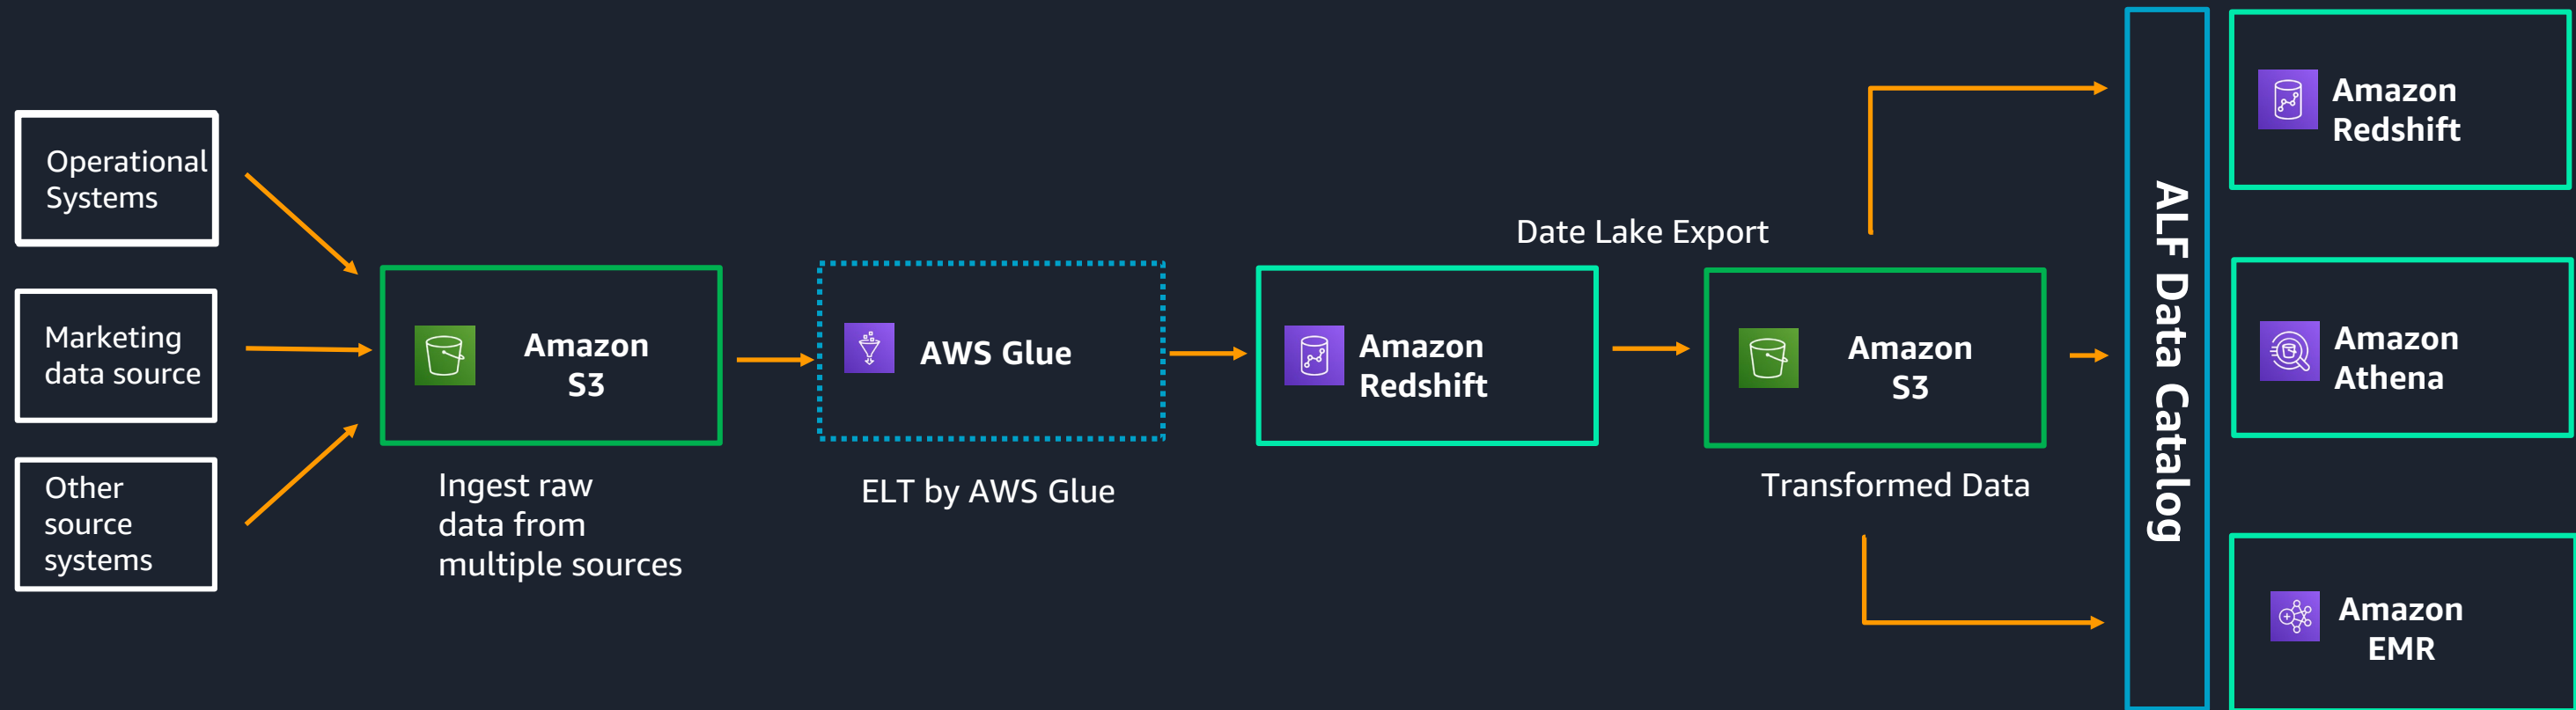 Operational
Systems
Marketing
data source
Other
source
systems
Amazon
S3
Ingest raw
data from
multiple sources
AWS Glue
ELT by AWS Glue
Amazon
Redshift
Date Lake Export
Amazon
S3
Transformed Data
ALF Data Catalog
Amazon
Redshift
Amazon
Athena
Amazon
EMR